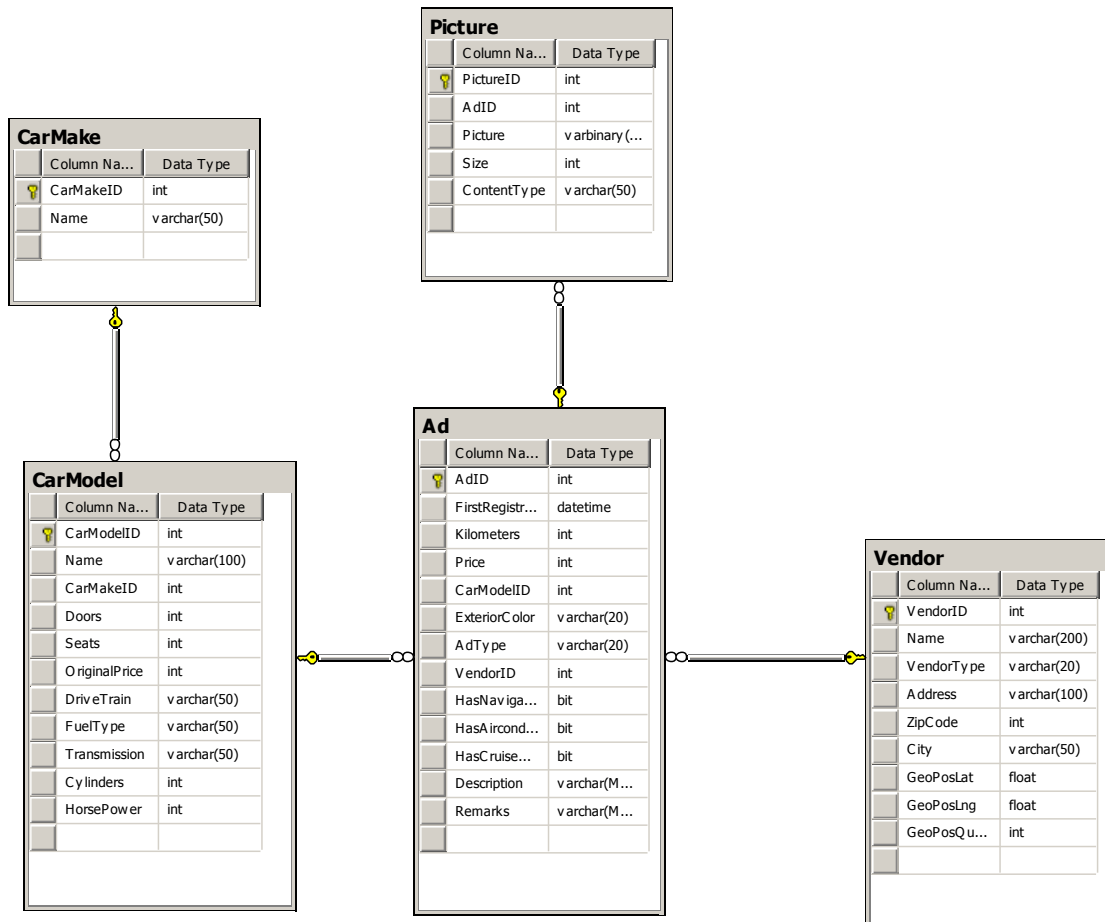 Picture
Column Na... Data Type
PictureID int
AdID int
Picture varbinary(...
Size int
ContentType varchar(50)
CarMake
Column Na... Data Type
CarMakeID int
Name varchar(50)
CarModel
Column Na... Data Type
CarModelID int
Name varchar(100)
CarMakeID int
Doors int
Seats int
OriginalPrice int
DriveTrain varchar(50)
FuelType varchar(50)
Transmission varchar(50)
Cylinders int
HorsePower int
Ad
Column Na... Data Type
AdID int
FirstRegistr... datetime
Kilometers int
Price int
CarModelID int
ExteriorColor varchar(20)
AdType varchar(20)
VendorID int
HasNaviga... bit
HasAircond... bit
HasCruise... bit
Description varchar(M...
Remarks varchar(M...
Vendor
Column Na... Data Type
VendorID int
Name varchar(200)
VendorType varchar(20)
Address varchar(100)
ZipCode int
City varchar(50)
GeoPosLat float
GeoPosLng float
GeoPosQu... int